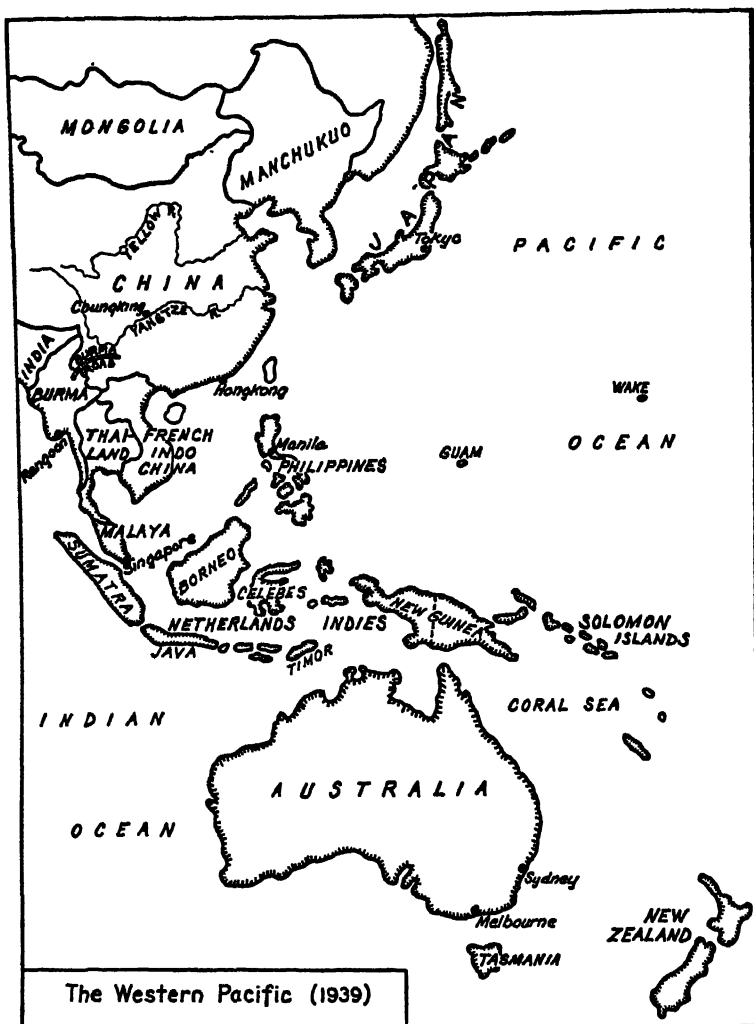 MONGOLIA
MANCHUKUO
JAPAN
YELLOW R.
Tokyo
PACIFIC
CHINA
Chungking
YANGTZE R.
INDIA
BURMA
ROAD
BURMA
Hongkong
WAKE
OCEAN
THAI-
LAND
FRENCH
INDO
CHINA
Rangoon
Manila
PHILIPPINES
GUAM
MALAYA
Singapore
SUMATRA
BORNEO
CELEBES
NEW GUINEA
NETHERLANDS INDIES
SOLOMON
ISLANDS
JAVA
TIMOR
CORAL SEA
INDIAN
AUSTRALIA
OCEAN
Sydney
Melbourne
NEW
ZEALAND
TASMANIA
The Western Pacific (1939)